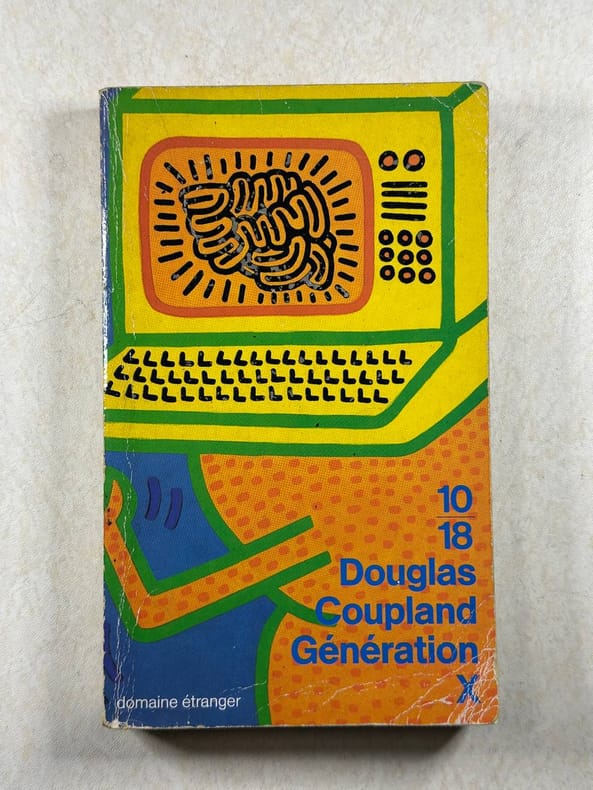 10
18
Douglas
Coupland
Génération
X
domaine étranger